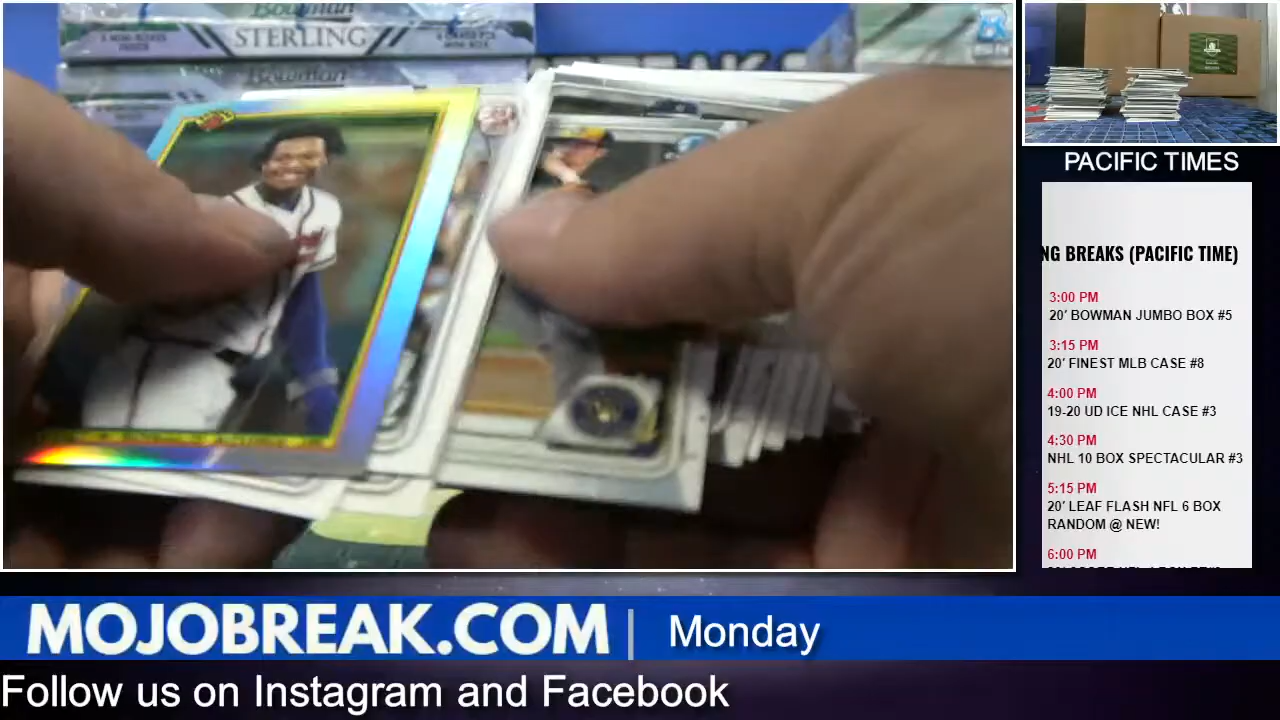 Bowman
STERLING
Bowman
PACIFIC TIMES
NG BREAKS (PACIFIC TIME)
3:00 PM
20' BOWMAN JUMBO BOX #5
3:15 PM
20' FINEST MLB CASE #8
4:00 PM
19-20 UD ICE NHL CASE #3
4:30 PM
NHL 10 BOX SPECTACULAR #3
5:15 PM
20' LEAF FLASH NFL 6 BOX
RANDOM @ NEW!
6:00 PM
MOJOBREAK.COM | Monday
Follow us on Instagram and Facebook